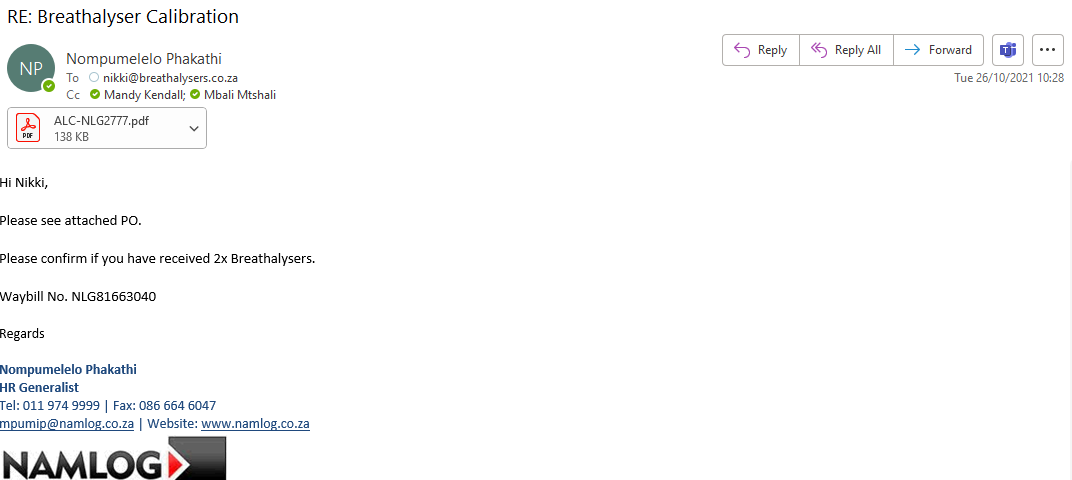 RE: Breathalyser Calibration
Reply
Reply All
Forward
NP
Nompumelelo Phakathi
To nikki@breathalysers.co.za
Tue 26/10/2021 10:28
Cc Mandy Kendall; Mbali Mtshali
PDF
ALC-NLG2777.pdf
138 KB
Hi Nikki,
Please see attached PO.
Please confirm if you have received 2x Breathalysers.
Waybill No. NLG81663040
Regards
Nompumelelo Phakathi
HR Generalist
Tel: 011 974 9999 | Fax: 086 664 6047
mpumip@namlog.co.za | Website: www.namlog.co.za
NAMLOG